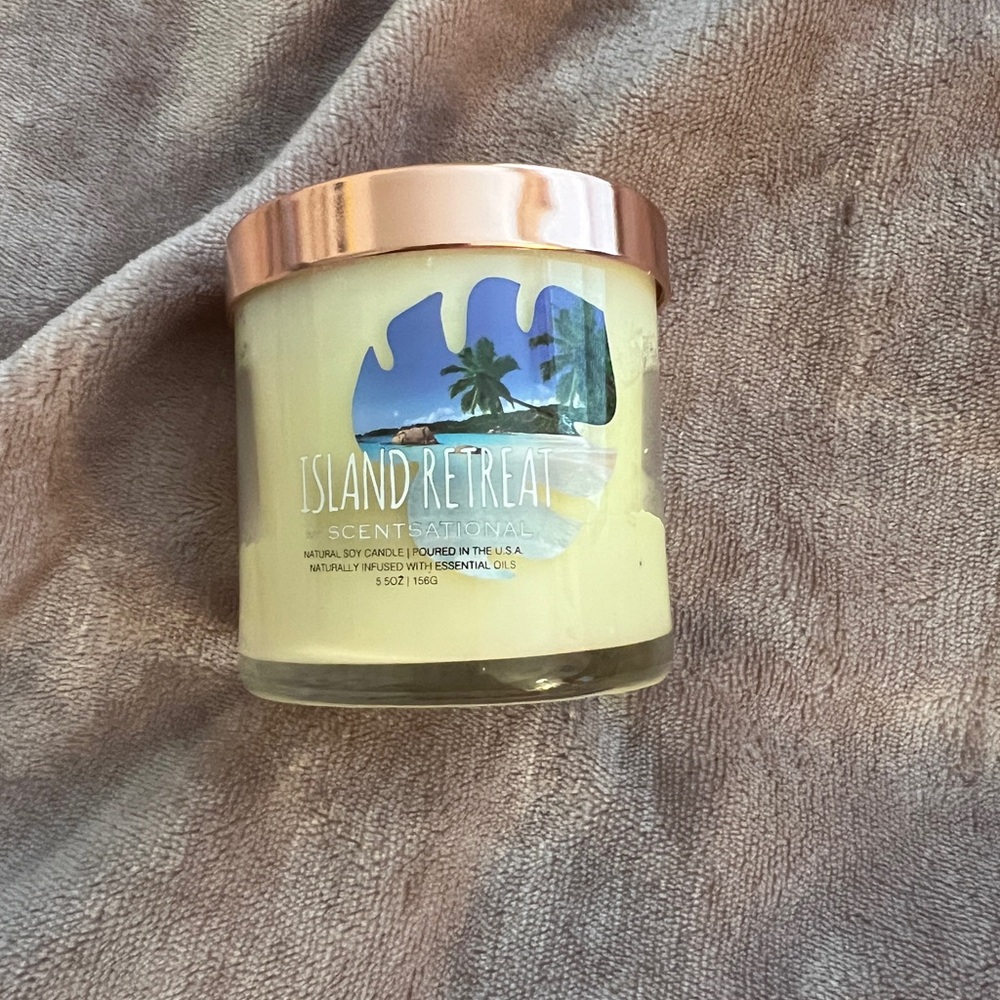 ISLAND RETREAT
SCENTSATIONAL
NATURAL SOY CANDLE | POURED IN THE U.S.A.
NATURALLY INFUSED WITH ESSENTIAL OILS
5.5OZ | 156G